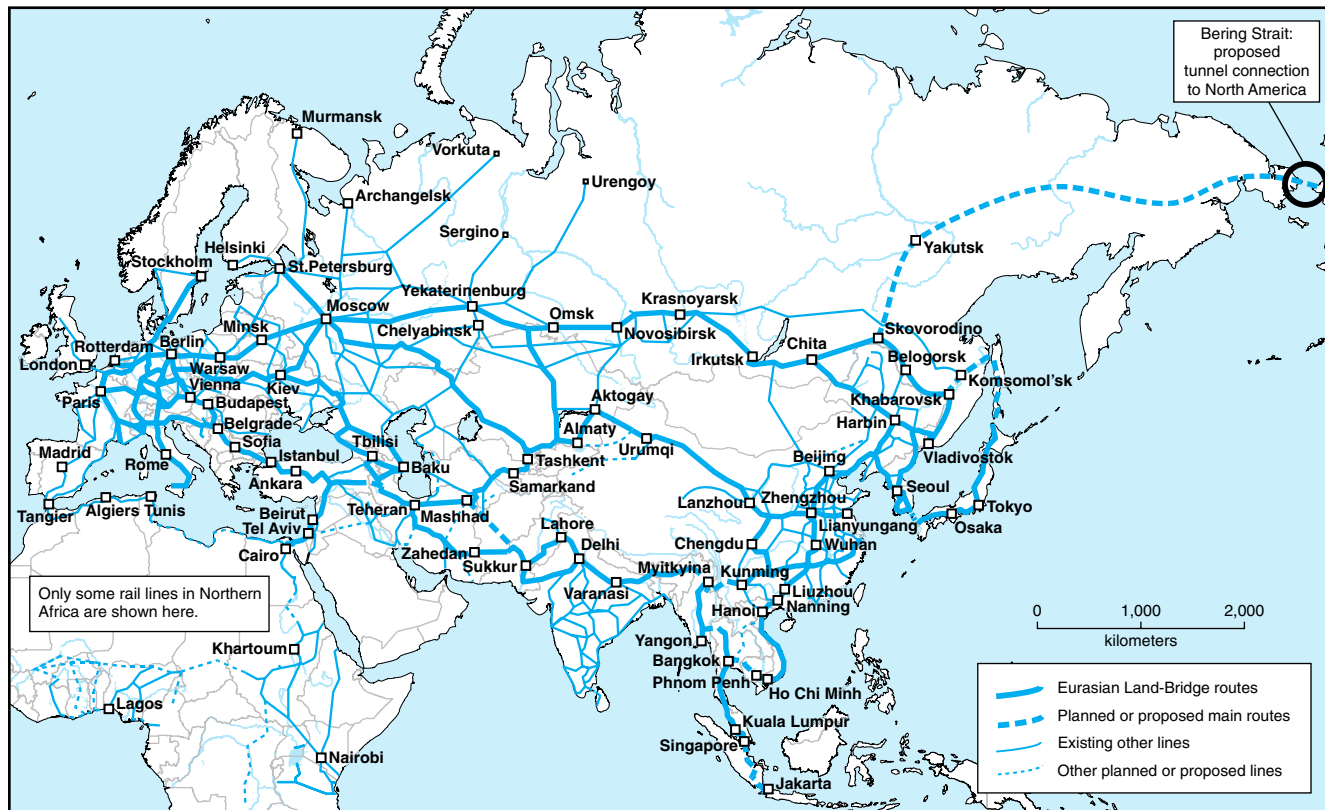 Bering Strait:
proposed
tunnel connection
to North America
Murmansk
Vorkuta
Urengoy
Archangelsk
Sergino
Yakutsk
Helsinki
Stockholm
St.Petersburg
Yekaterinenburg
Krasnoyarsk
Moscow
Omsk
Skovorodino
Minsk
Chelyabinsk
Novosibirsk
Chita
Rotterdam
Berlin
Irkutsk
Belogorsk
London
Warsaw
Komsomol'sk
Vienna
Kiev
Paris
Budapest
Aktogay
Khabarovsk
Belgrade
Almaty
Harbin
Sofia
Tbilisi
Urumqi
Madrid
Rome
Istanbul
Baku
Tashkent
Beijing
Vladivostok
Ankara
Samarkand
Seoul
Tangier
Algiers
Tunis
Beirut
Teheran
Mashhad
Lanzhou
Zhengzhou
Tokyo
Tel Aviv
Lahore
Lianyungang
Osaka
Cairo
Zahedan
Delhi
Chengdu
Wuhan
Sukkur
Myitkyina
Kunming
Varanasi
Liuzhou
Hanoi
Nanning
Only some rail lines in Northern
Africa are shown here.
0
1,000
2,000
kilometers
Khartoum
Yangon
Bangkok
Phnom Penh
Ho Chi Minh
Lagos
Kuala Lumpur
Singapore
Nairobi
Jakarta
Eurasian Land-Bridge routes
Planned or proposed main routes
Existing other lines
Other planned or proposed lines